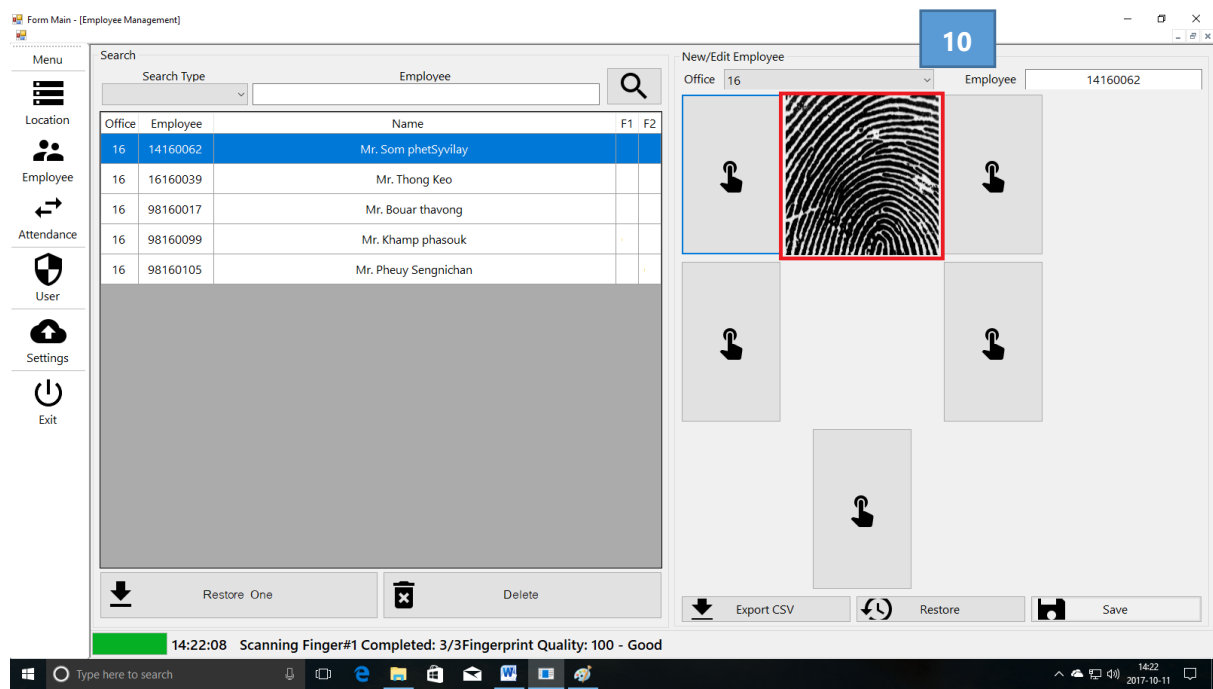 Form Main - [Employee Management]
10
Menu
Location
Employee
Attendance
User
Settings
Exit
Search
Search Type
Employee
Office Employee Name F1 F2
16 14160062 Mr. Som phetSyvilay
16 16160039 Mr. Thong Keo
16 98160017 Mr. Bouar thavong
16 98160099 Mr. Khamp phasouk
16 98160105 Mr. Pheuy Sengnichan
Restore One
Delete
New/Edit Employee
Office 16 Employee 14160062
Export CSV
Restore
Save
14:22:08 Scanning Finger#1 Completed: 3/3Fingerprint Quality: 100 - Good
Type here to search
14:22
2017-10-11